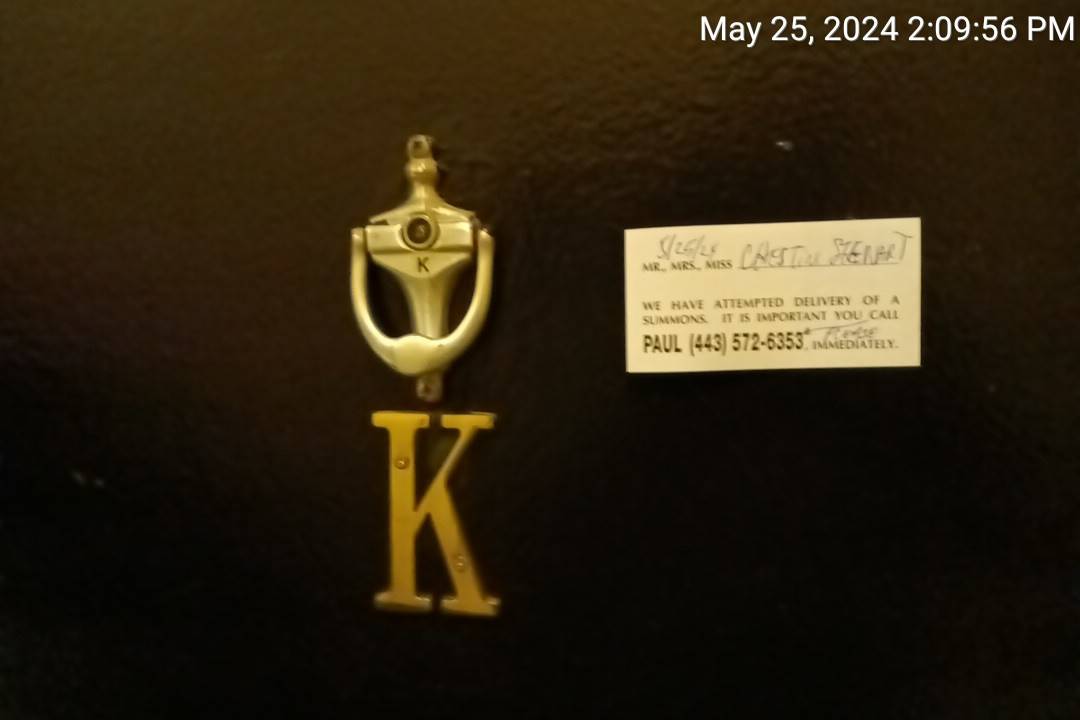 May 25, 2024 2:09:56 PM
K
K
5/25/24
MR., MRS., MISS STEWART
WE HAVE ATTEMPTED DELIVERY OF A
SUMMONS. IT IS IMPORTANT YOU CALL
PAUL (443) 572-6353, IMMEDIATELY.